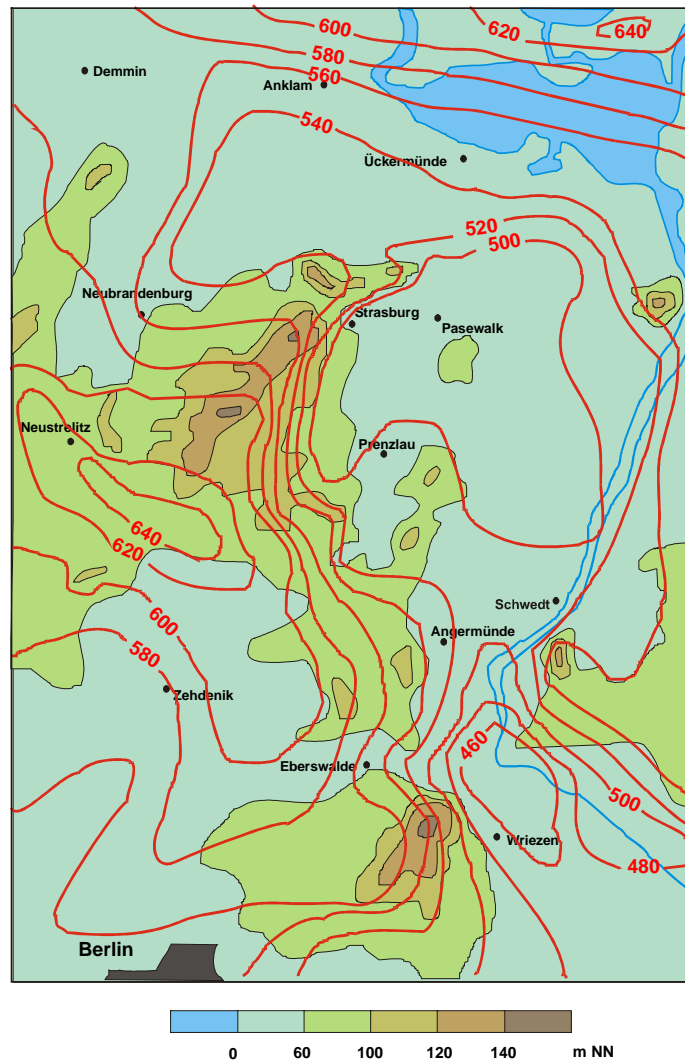 600
620
640
580
560
Demmin
Anklam
540
Ückermünde
520
500
Neubrandenburg
Strasburg
Pasewalk
Neustrelitz
Prenzlau
640
620
600
Schwedt
580
Angermünde
Zehdenik
460
Eberswalde
500
Wriezen
480
Berlin
0 60 100 120 140 m NN